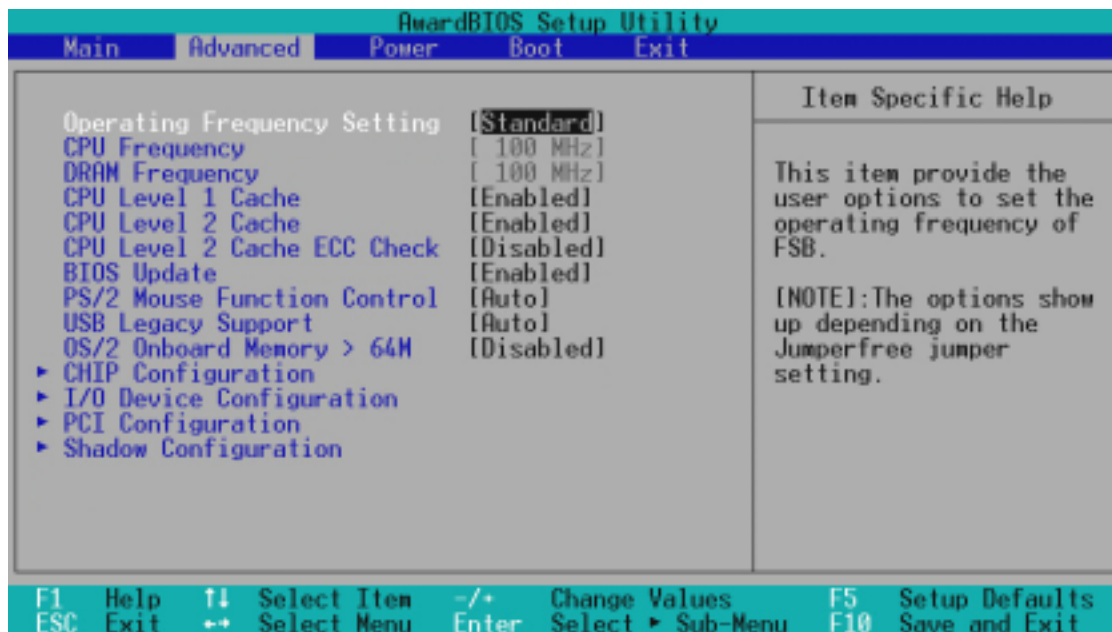 AwardBIOS Setup Utility
Main Advanced Power Boot Exit
Item Specific Help
Operating Frequency Setting [Standard]
CPU Frequency [ 100 MHz]
DRAM Frequency [ 100 MHz]
CPU Level 1 Cache [Enabled]
CPU Level 2 Cache [Enabled]
CPU Level 2 Cache ECC Check [Disabled]
BIOS Update [Enabled]
PS/2 Mouse Function Control [Auto]
USB Legacy Support [Auto]
OS/2 Onboard Memory > 64M [Disabled]
► CHIP Configuration
► I/O Device Configuration
► PCI Configuration
► Shadow Configuration
This item provide the
user options to set the
operating frequency of
FSB.
[NOTE]:The options show
up depending on the
Jumperfree jumper
setting.
F1 Help ↑↓ Select Item -/+ Change Values F5 Setup Defaults
ESC Exit ←→ Select Menu Enter Select ► Sub-Menu F10 Save and Exit